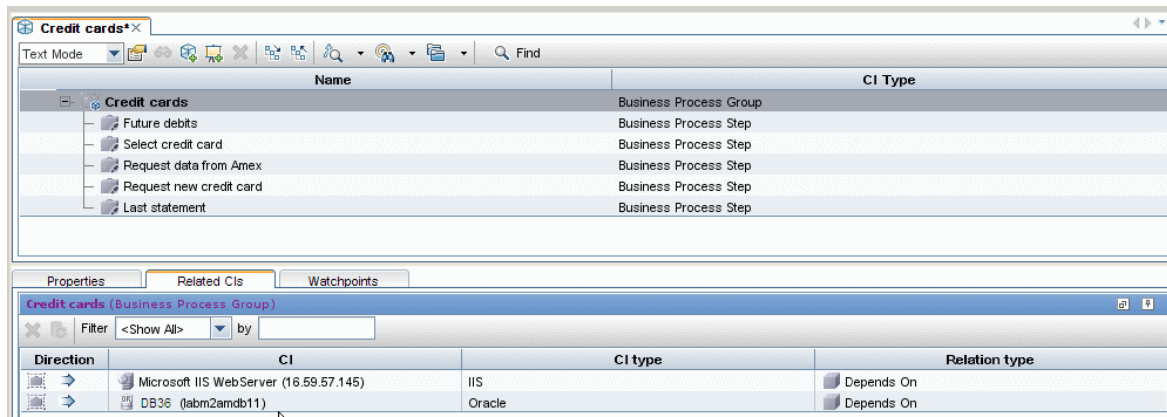 Credit cards*
Text Mode Find
Name CI Type
Credit cards Business Process Group
Future debits Business Process Step
Select credit card Business Process Step
Request data from Amex Business Process Step
Request new credit card Business Process Step
Last statement Business Process Step
Properties Related CIs Watchpoints
Credit cards (Business Process Group)
Filter <Show All> by
Direction CI CI type Relation type
Microsoft IIS WebServer (16.59.57.145) IIS Depends On
DB36 (labm2amdb11) Oracle Depends On